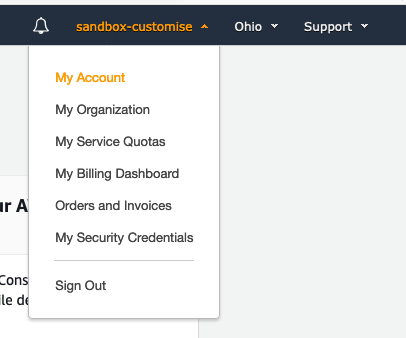 sandbox-customise Ohio Support
My Account
My Organization
My Service Quotas
My Billing Dashboard
Orders and Invoices
My Security Credentials
Sign Out
ur A
Cons
ile de